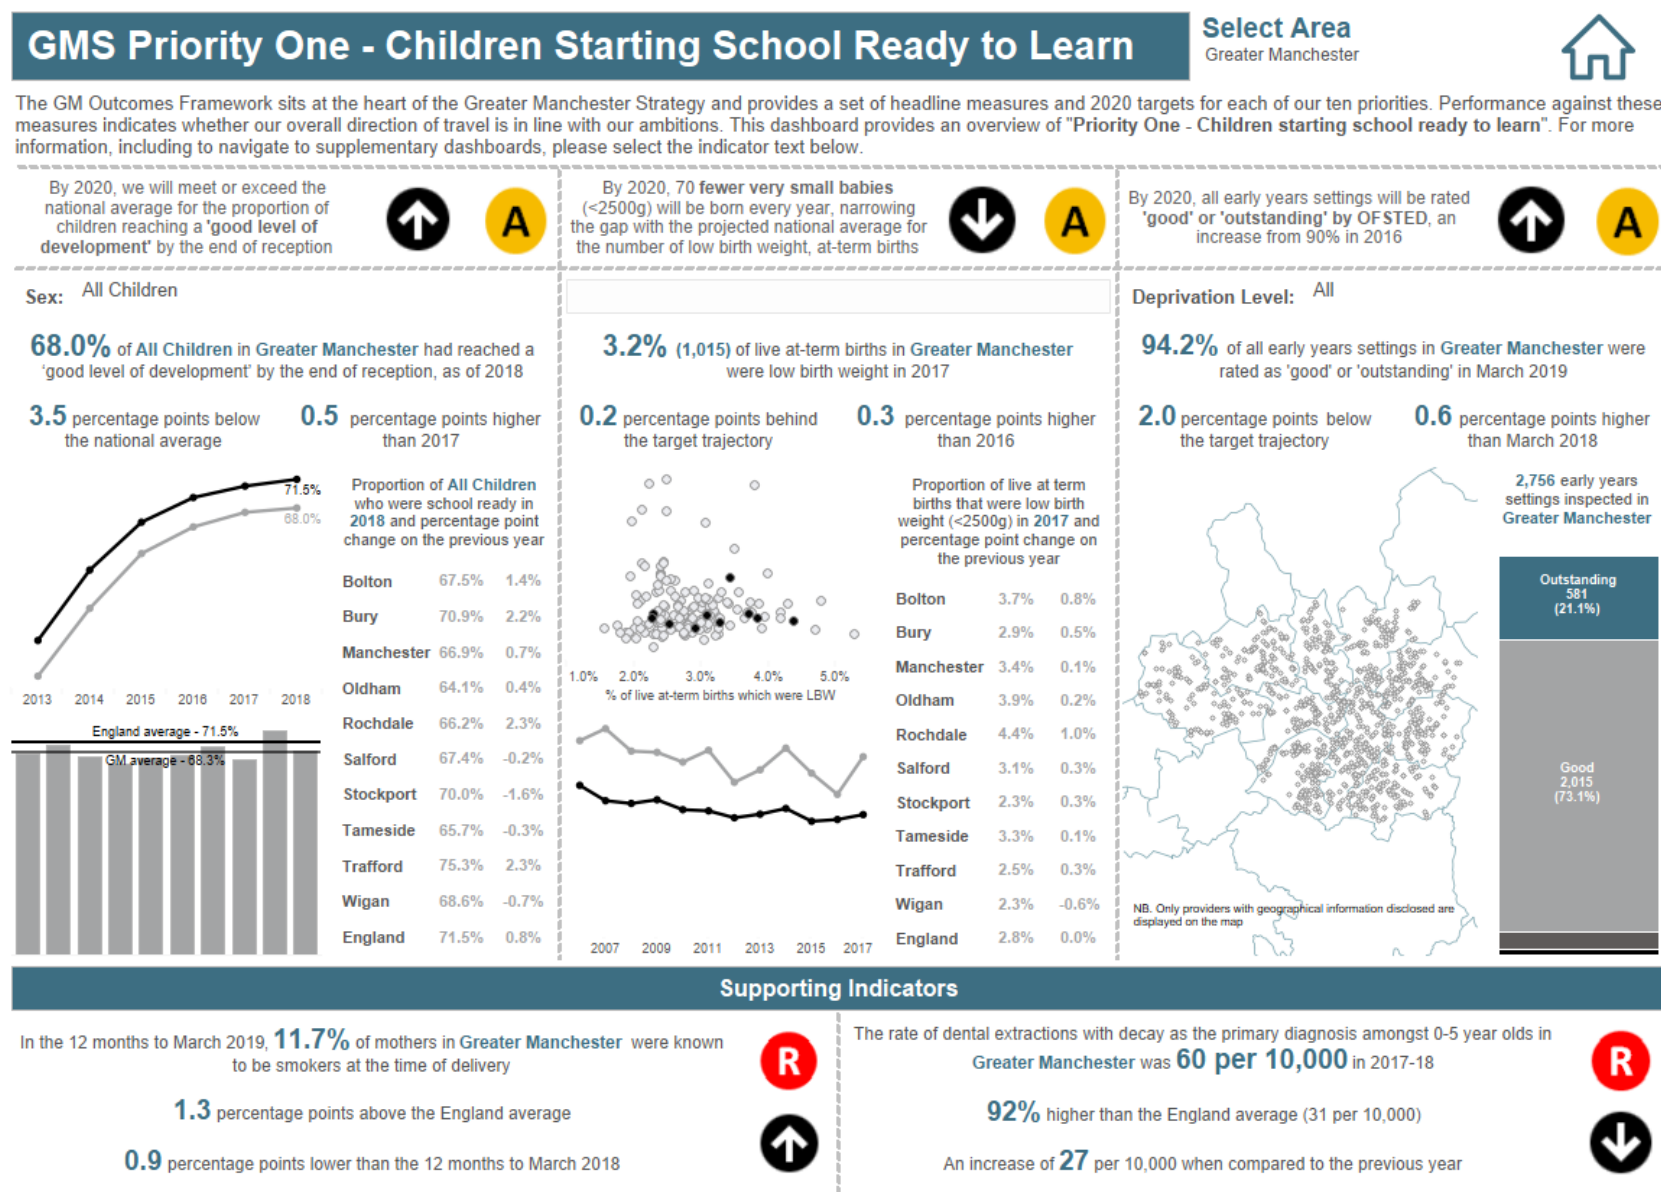 GMS Priority One - Children Starting School Ready to Learn
Select Area
Greater Manchester
The GM Outcomes Framework sits at the heart of the Greater Manchester Strategy and provides a set of headline measures and 2020 targets for each of our ten priorities. Performance against these
measures indicates whether our overall direction of travel is in line with our ambitions. This dashboard provides an overview of "Priority One - Children starting school ready to learn". For more
information, including to navigate to supplementary dashboards, please select the indicator text below.
By 2020, we will meet or exceed the
national average for the proportion of
children reaching a 'good level of
development' by the end of reception
A
By 2020, 70 fewer very small babies
(<2500g) will be born every year, narrowing
the gap with the projected national average for
the number of low birth weight, at-term births
A
By 2020, all early years settings will be rated
'good' or 'outstanding' by OFSTED, an
increase from 90% in 2016
A
Sex: All Children
68.0% of All Children in Greater Manchester had reached a
'good level of development' by the end of reception, as of 2018
3.5 percentage points below
the national average
0.5 percentage points higher
than 2017
71.5%
68.0%
2013 2014 2015 2016 2017 2018
England average - 71.5%
GM average - 68.3%
Proportion of All Children
who were school ready in
2018 and percentage point
change on the previous year
Bolton 67.5% 1.4%
Bury 70.9% 2.2%
Manchester 66.9% 0.7%
Oldham 64.1% 0.4%
Rochdale 66.2% 2.3%
Salford 67.4% -0.2%
Stockport 70.0% -1.6%
Tameside 65.7% -0.3%
Trafford 75.3% 2.3%
Wigan 68.6% -0.7%
England 71.5% 0.8%
3.2% (1,015) of live at-term births in Greater Manchester
were low birth weight in 2017
0.2 percentage points behind
the target trajectory
0.3 percentage points higher
than 2016
1.0% 2.0% 3.0% 4.0% 5.0%
% of live at-term births which were LBW
2007 2009 2011 2013 2015 2017
Proportion of live at term
births that were low birth
weight (<2500g) in 2017 and
percentage point change on
the previous year
Bolton 3.7% 0.8%
Bury 2.9% 0.5%
Manchester 3.4% 0.1%
Oldham 3.9% 0.2%
Rochdale 4.4% 1.0%
Salford 3.1% 0.3%
Stockport 2.3% 0.3%
Tameside 3.3% 0.1%
Trafford 2.5% 0.3%
Wigan 2.3% -0.6%
England 2.8% 0.0%
Deprivation Level: All
94.2% of all early years settings in Greater Manchester were
rated as 'good' or 'outstanding' in March 2019
2.0 percentage points below
the target trajectory
0.6 percentage points higher
than March 2018
NB. Only providers with geographical information disclosed are
displayed on the map
2,756 early years
settings inspected in
Greater Manchester
Outstanding
581
(21.1%)
Good
2,015
(73.1%)
Supporting Indicators
In the 12 months to March 2019, 11.7% of mothers in Greater Manchester were known
to be smokers at the time of delivery
R
1.3 percentage points above the England average
0.9 percentage points lower than the 12 months to March 2018
The rate of dental extractions with decay as the primary diagnosis amongst 0-5 year olds in
Greater Manchester was 60 per 10,000 in 2017-18
R
92% higher than the England average (31 per 10,000)
An increase of 27 per 10,000 when compared to the previous year